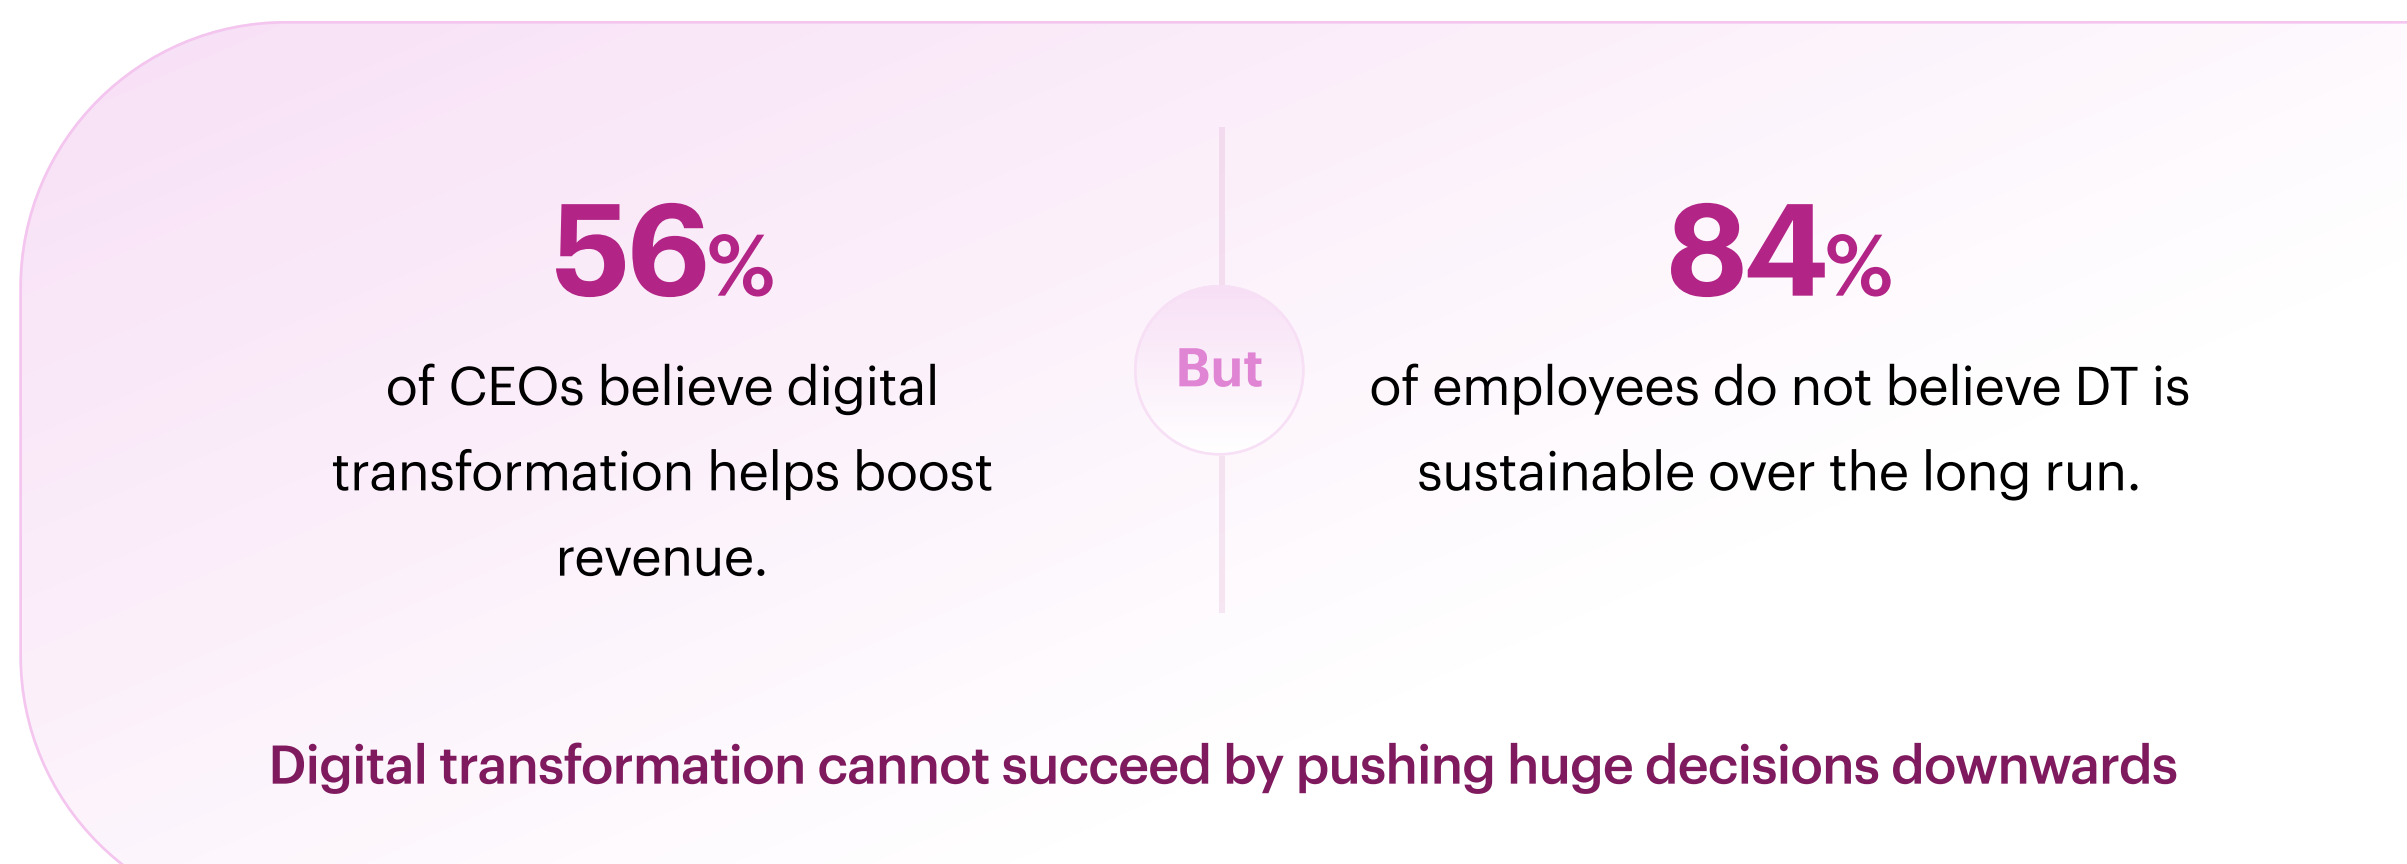 56%
of CEOs believe digital
transformation helps boost
revenue.
But
84%
of employees do not believe DT is
sustainable over the long run.
Digital transformation cannot succeed by pushing huge decisions downwards